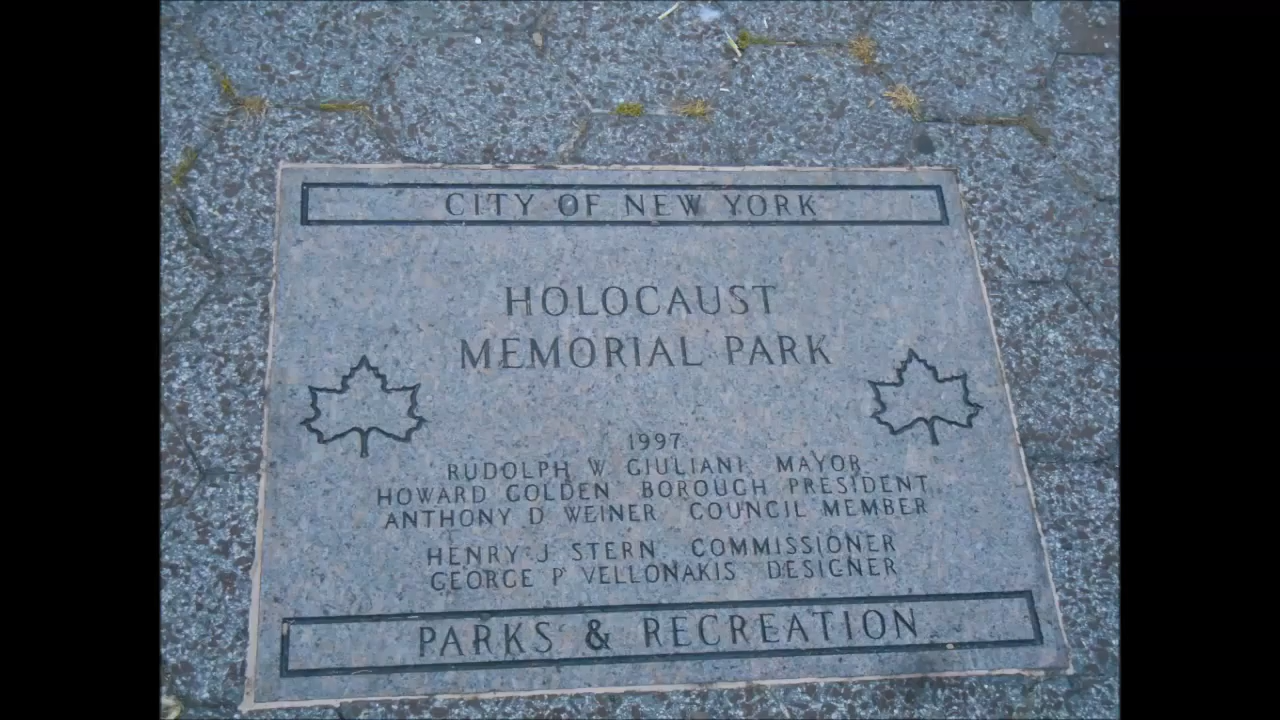 CITY OF NEW YORK
HOLOCAUST
MEMORIAL PARK
1997
RUDOLPH W GIULIANI MAYOR
HOWARD GOLDEN BOROUGH PRESIDENT
ANTHONY D WEINER COUNCIL MEMBER
HENRY J STERN COMMISSIONER
GEORGE P VELLONAKIS DESIGNER
PARKS & RECREATION